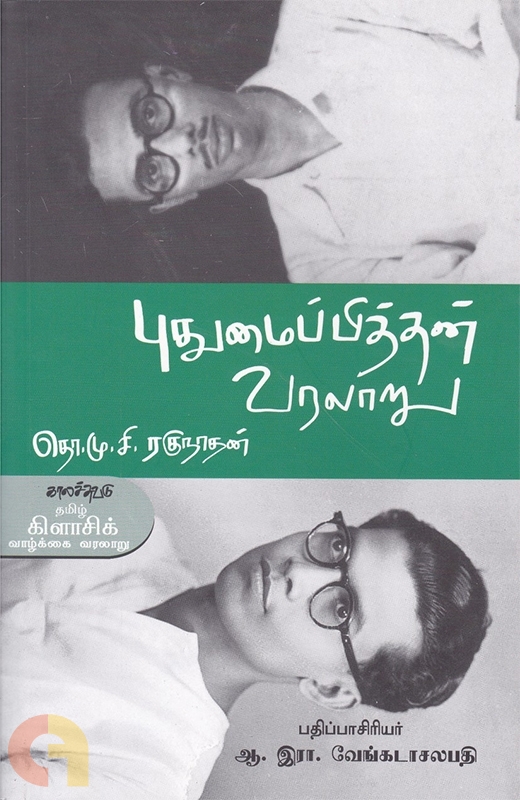 புதுமைப்பித்தன்
வரலாறு
தொ.மு.சி. ரகுநாதன்
காலச்சுவடு
தமிழ்
கிளாசிக்
வாழ்க்கை வரலாறு
பதிப்பாசிரியர்
ஆ. இரா. வேங்கடாசலபதி